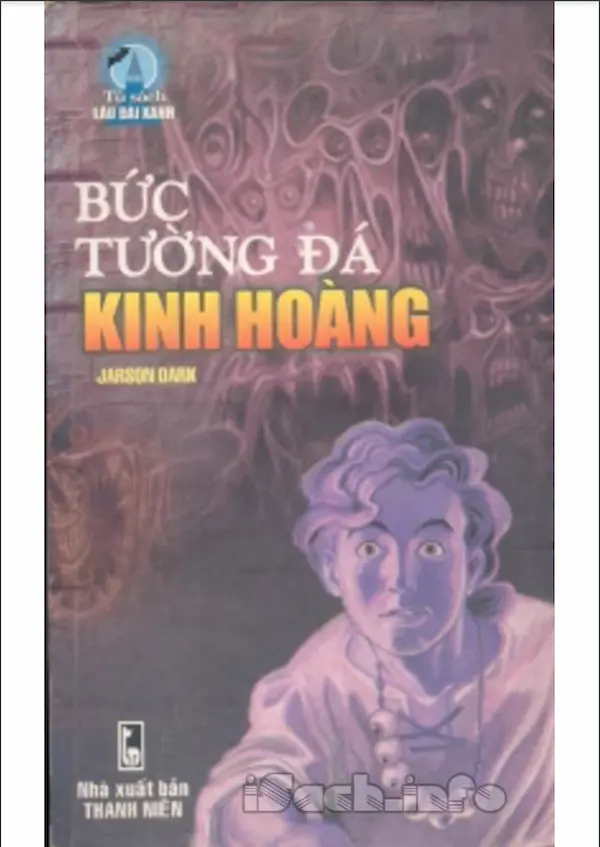 Tủ sách
LÂU ĐÀI XANH
BỨC
TƯỜNG ĐÁ
KINH HOÀNG
JARSON DARK
Nhà xuất bản
THANH NIÊN
iSach.info